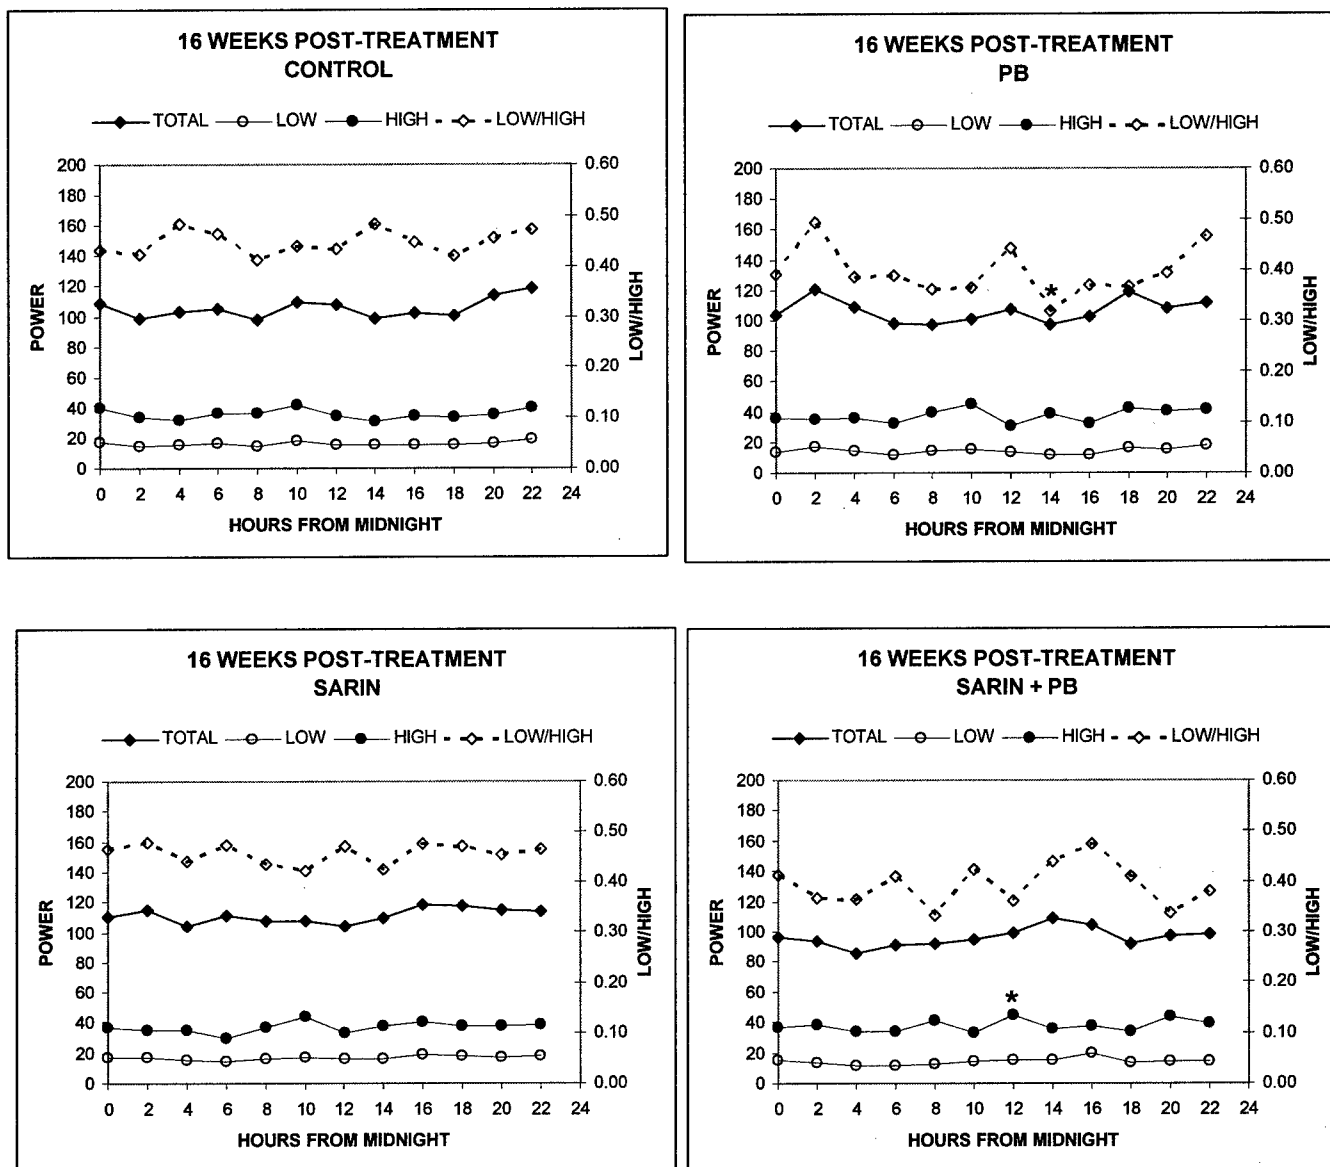 16 WEEKS POST-TREATMENT
CONTROL
TOTAL LOW HIGH LOW/HIGH
200
180
160
140
120
100
80
60
40
20
0
POWER
0.60
0.50
0.40
0.30
0.20
0.10
0.00
LOW/HIGH
0 2 4 6 8 10 12 14 16 18 20 22 24
HOURS FROM MIDNIGHT
16 WEEKS POST-TREATMENT
PB
TOTAL LOW HIGH LOW/HIGH
200
180
160
140
120
100
80
60
40
20
0
POWER
*
0.60
0.50
0.40
0.30
0.20
0.10
0.00
LOW/HIGH
0 2 4 6 8 10 12 14 16 18 20 22 24
HOURS FROM MIDNIGHT
16 WEEKS POST-TREATMENT
SARIN
TOTAL LOW HIGH LOW/HIGH
200
180
160
140
120
100
80
60
40
20
0
POWER
0.60
0.50
0.40
0.30
0.20
0.10
0.00
LOW/HIGH
0 2 4 6 8 10 12 14 16 18 20 22 24
HOURS FROM MIDNIGHT
16 WEEKS POST-TREATMENT
SARIN + PB
TOTAL LOW HIGH LOW/HIGH
200
180
160
140
120
100
80
60
40
20
0
POWER
*
0.60
0.50
0.40
0.30
0.20
0.10
0.00
LOW/HIGH
0 2 4 6 8 10 12 14 16 18 20 22 24
HOURS FROM MIDNIGHT